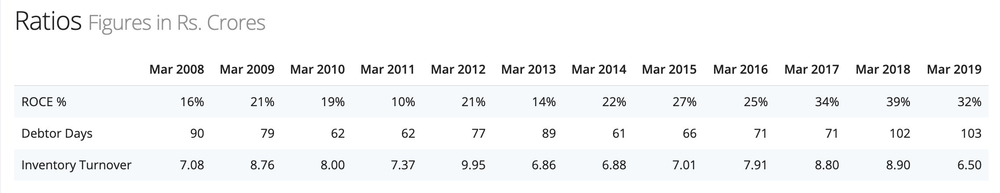 Ratios Figures in Rs. Crores
Mar 2008 Mar 2009 Mar 2010 Mar 2011 Mar 2012 Mar 2013 Mar 2014 Mar 2015 Mar 2016 Mar 2017 Mar 2018 Mar 2019
ROCE % 16% 21% 19% 10% 21% 14% 22% 27% 25% 34% 39% 32%
Debtor Days 90 79 62 62 77 89 61 66 71 71 102 103
Inventory Turnover 7.08 8.76 8.00 7.37 9.95 6.86 6.88 7.01 7.91 8.80 8.90 6.50